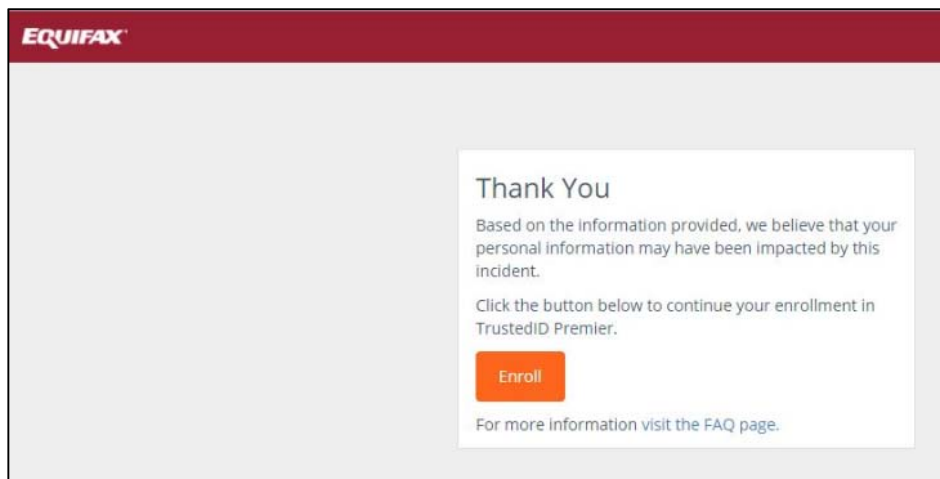 EQUIFAX
Thank You
Based on the information provided, we believe that your
personal information may have been impacted by this
incident.
Click the button below to continue your enrollment in
TrustedID Premier.
Enroll
For more information visit the FAQ page.